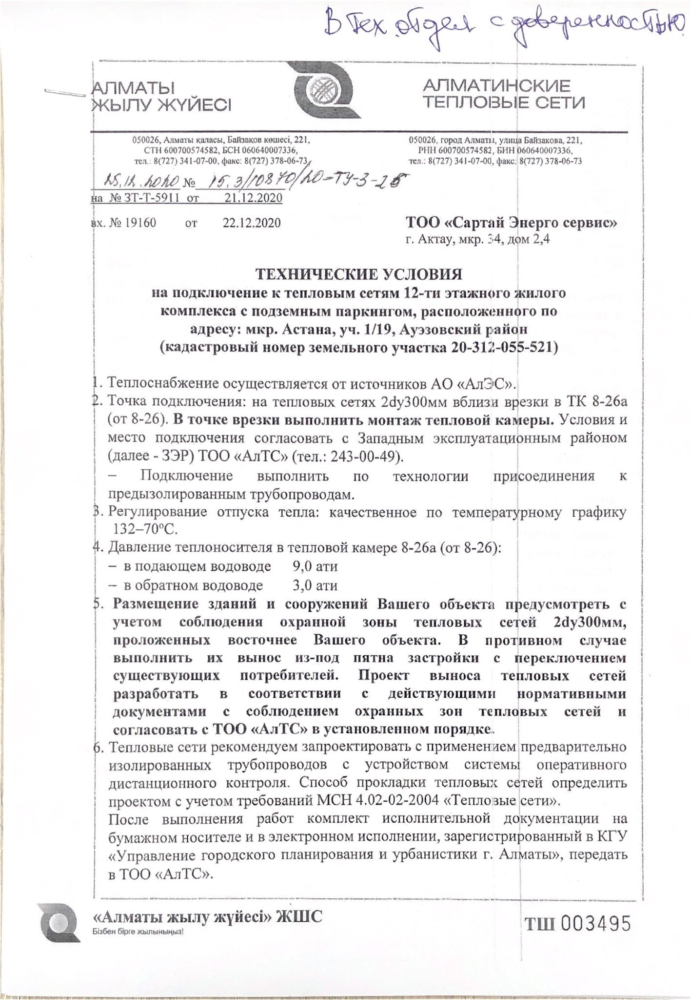 В тех. отдел с доверенностью
АЛМАТЫ
ЖЫЛУ ЖҮЙЕСІ
АЛМАТИНСКИЕ
ТЕПЛОВЫЕ СЕТИ
050026, Алматы қаласы, Байзақов көшесі, 221,
СТН 600700574582, БСН 060640007336,
тел.: 8(727) 341-07-00, факс: 8(727) 378-06-73
050026, город Алматы, улица Байзакова, 221,
РНН 600700574582, БИН 060640007336,
тел.: 8(727) 341-07-00, факс: 8(727) 378-06-73
25.12.2020 № 15.3/10870/20-ТУ-З-26
на № ЗТ-Т-5911 от 21.12.2020
вх. № 19160 от 22.12.2020
ТОО «Сартай Энерго сервис»
г. Актау, мкр. 34, дом 2,4
ТЕХНИЧЕСКИЕ УСЛОВИЯ
на подключение к тепловым сетям 12-ти этажного жилого
комплекса с подземным паркингом, расположенного по
адресу: мкр. Астана, уч. 1/19, Ауэзовский район
(кадастровый номер земельного участка 20-312-055-521)
1. Теплоснабжение осуществляется от источников АО «АлЭС».
2. Точка подключения: на тепловых сетях 2dy300мм вблизи врезки в ТК 8-26а
(от 8-26). В точке врезки выполнить монтаж тепловой камеры. Условия и
место подключения согласовать с Западным эксплуатационным районом
(далее - ЗЭР) ТОО «АлТС» (тел.: 243-00-49).
– Подключение выполнить по технологии присоединения к
предызолированным трубопроводам.
3. Регулирование отпуска тепла: качественное по температурному графику
132–70ºС.
4. Давление теплоносителя в тепловой камере 8-26а (от 8-26):
– в подающем водоводе 9,0 ати
– в обратном водоводе 3,0 ати
5. Размещение зданий и сооружений Вашего объекта предусмотреть с
учетом соблюдения охранной зоны тепловых сетей 2dy300мм,
проложенных восточнее Вашего объекта. В противном случае
выполнить их вынос из-под пятна застройки с переключением
существующих потребителей. Проект выноса тепловых сетей
разработать в соответствии с действующими нормативными
документами с соблюдением охранных зон тепловых сетей и
согласовать с ТОО «АлТС» в установленном порядке.
6. Тепловые сети рекомендуем запроектировать с применением предварительно
изолированных трубопроводов с устройством системы оперативного
дистанционного контроля. Способ прокладки тепловых сетей определить
проектом с учетом требований МСН 4.02-02-2004 «Тепловые сети».
После выполнения работ комплект исполнительной документации на
бумажном носителе и в электронном исполнении, зарегистрированный в КГУ
«Управление городского планирования и урбанистики г. Алматы», передать
в ТОО «АлТС».
«Алматы жылу жүйесі» ЖШС
Бізбен бірге жылыныңыз!
ТШ 003495